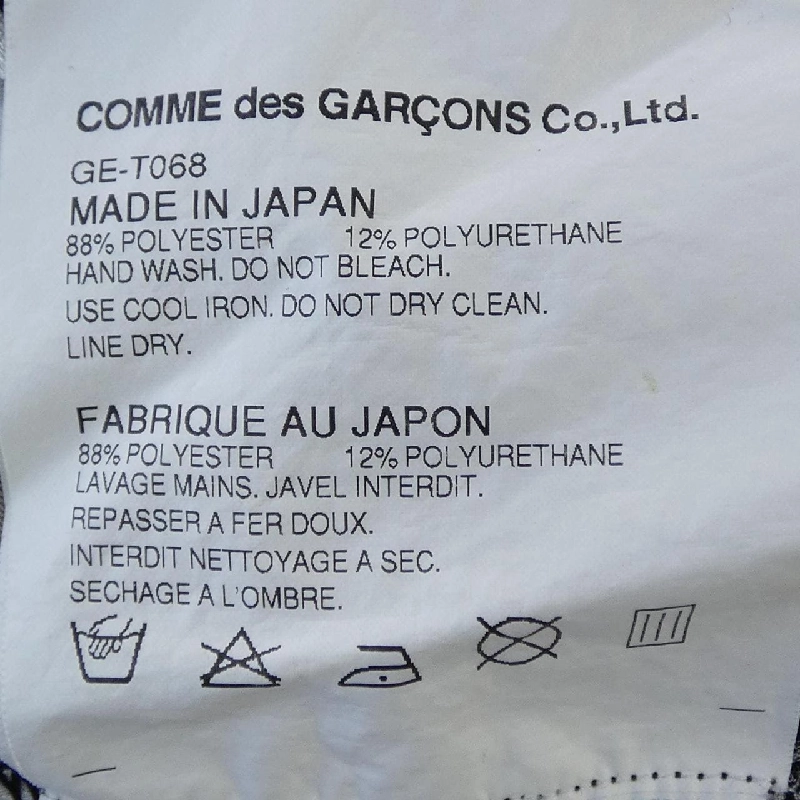 COMME des GARÇONS Co.,Ltd.
GE-T068
MADE IN JAPAN
88% POLYESTER 12% POLYURETHANE
HAND WASH. DO NOT BLEACH.
USE COOL IRON. DO NOT DRY CLEAN.
LINE DRY.
FABRIQUE AU JAPON
88% POLYESTER 12% POLYURETHANE
LAVAGE MAINS. JAVEL INTERDIT.
REPASSER A FER DOUX.
INTERDIT NETTOYAGE A SEC.
SECHAGE A L'OMBRE.